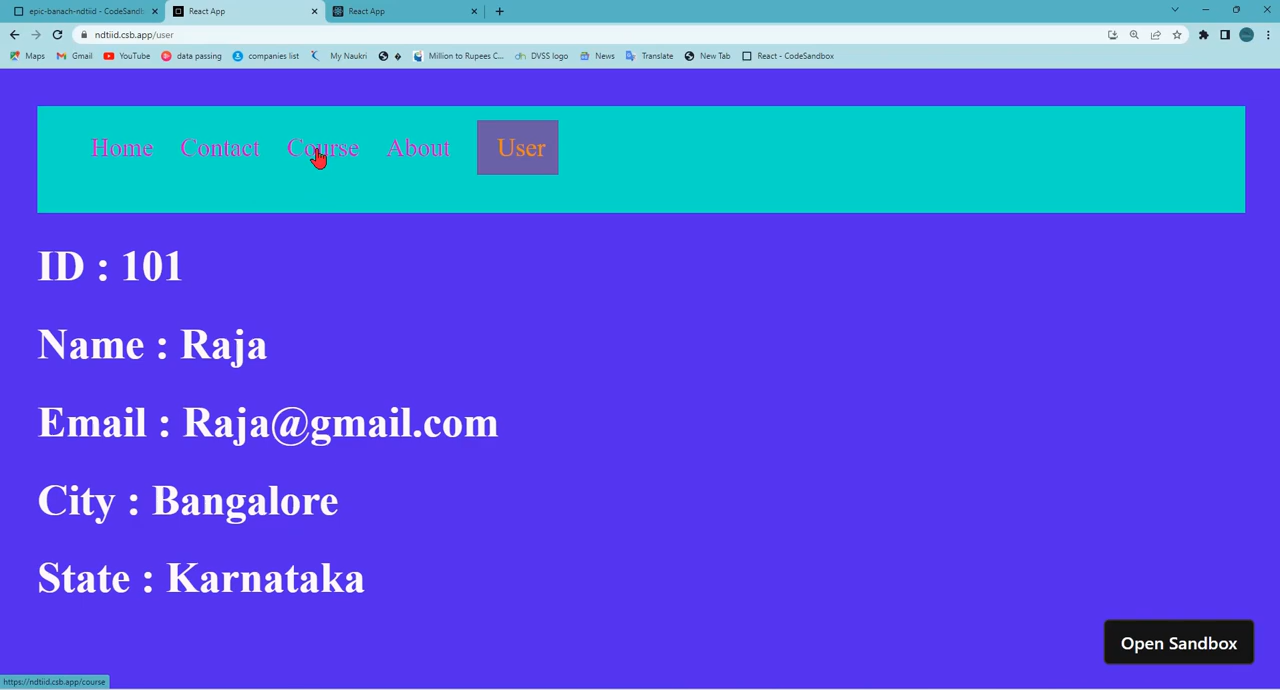 epic-banach-ndtiid - CodeSandb
React App
React App
ndtiid.csb.app/user
Maps Gmail YouTube data passing companies list My Naukri Million to Rupees C... DVSS logo News Translate New Tab React - CodeSandbox
Home Contact Course About User
ID : 101
Name : Raja
Email : Raja@gmail.com
City : Bangalore
State : Karnataka
Open Sandbox
https://ndtiid.csb.app/course